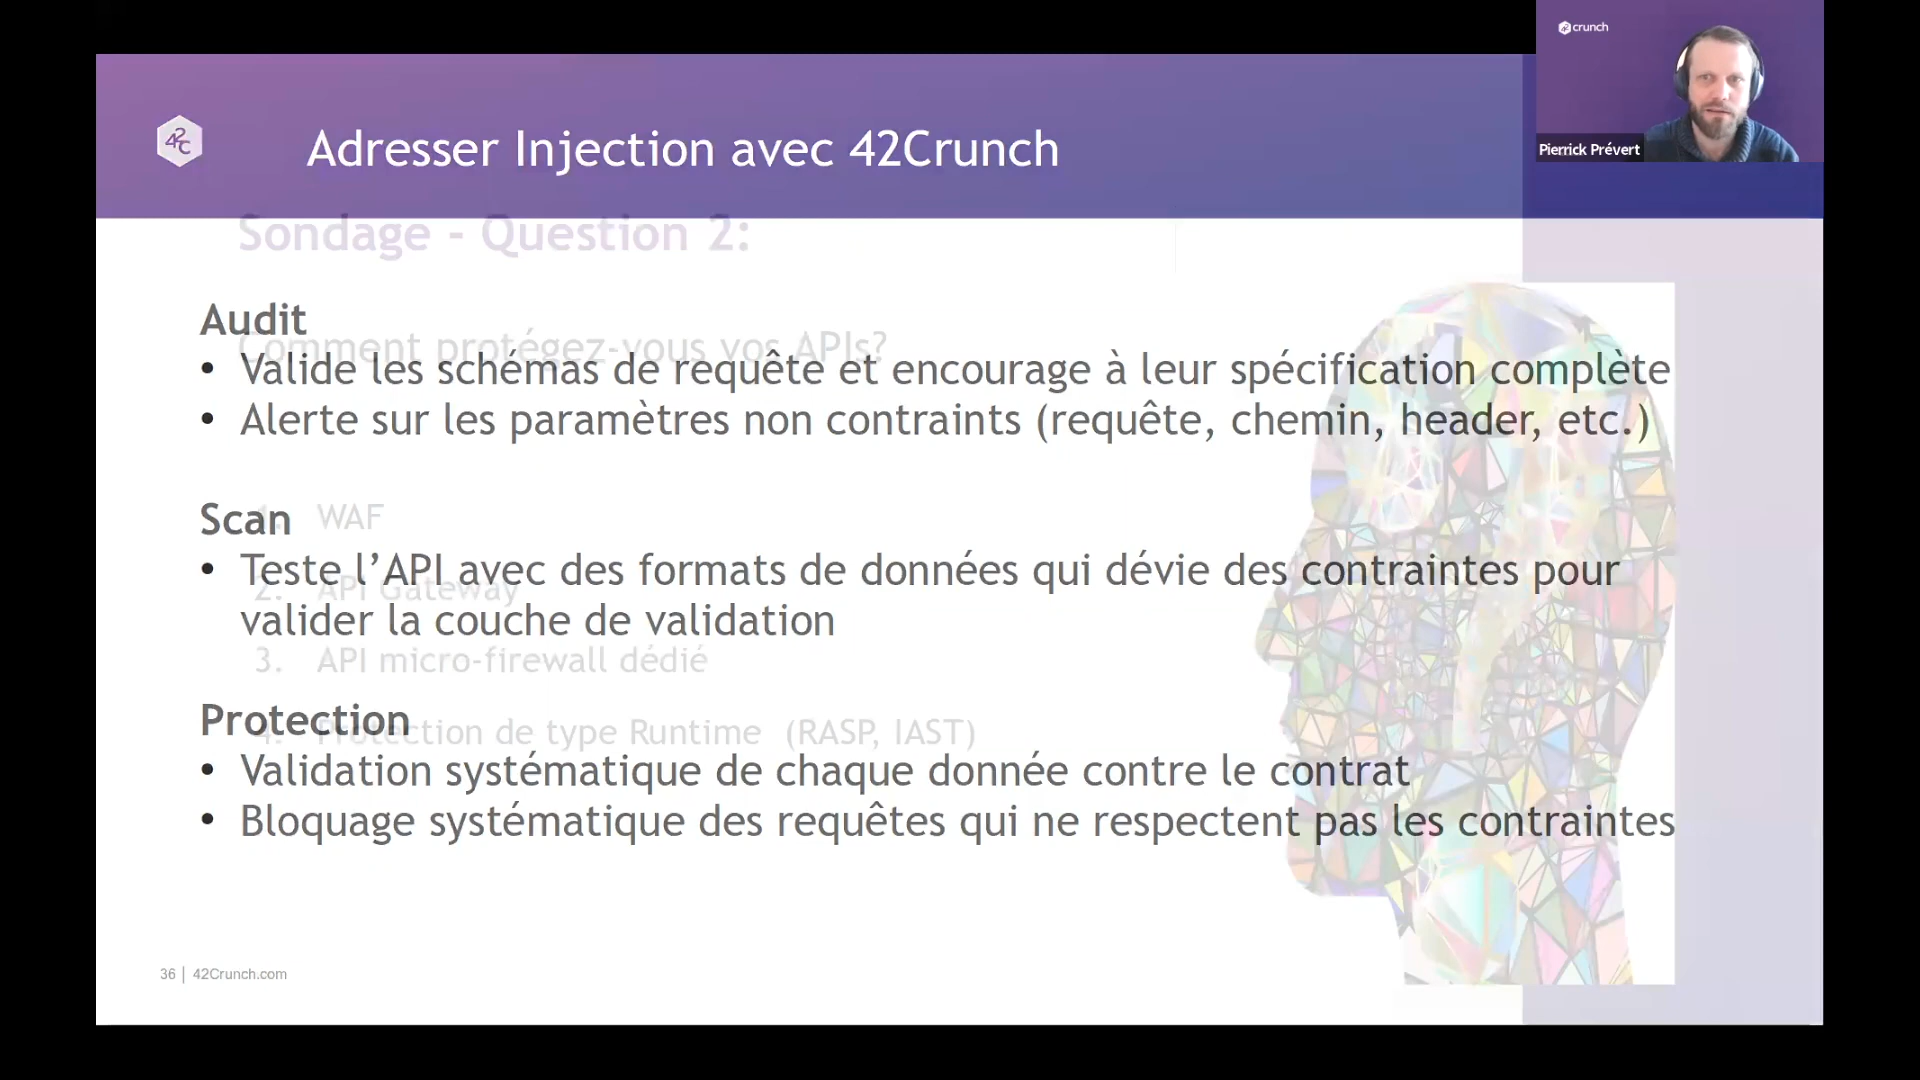 crunch
Pierrick Prévert
42C
Adresser Injection avec 42Crunch
Sondage - Question 2:
Audit
Comment protégez-vous vos APIs?
• Valide les schémas de requête et encourage à leur spécification complète
• Alerte sur les paramètres non contraints (requête, chemin, header, etc.)
Scan
1. WAF
• Teste l’API avec des formats de données qui dévie des contraintes pour
2. API Gateway
valider la couche de validation
3. API micro-firewall dédié
Protection
4. Protection de type Runtime (RASP, IAST)
• Validation systématique de chaque donnée contre le contrat
• Bloquage systématique des requêtes qui ne respectent pas les contraintes
36 | 42Crunch.com